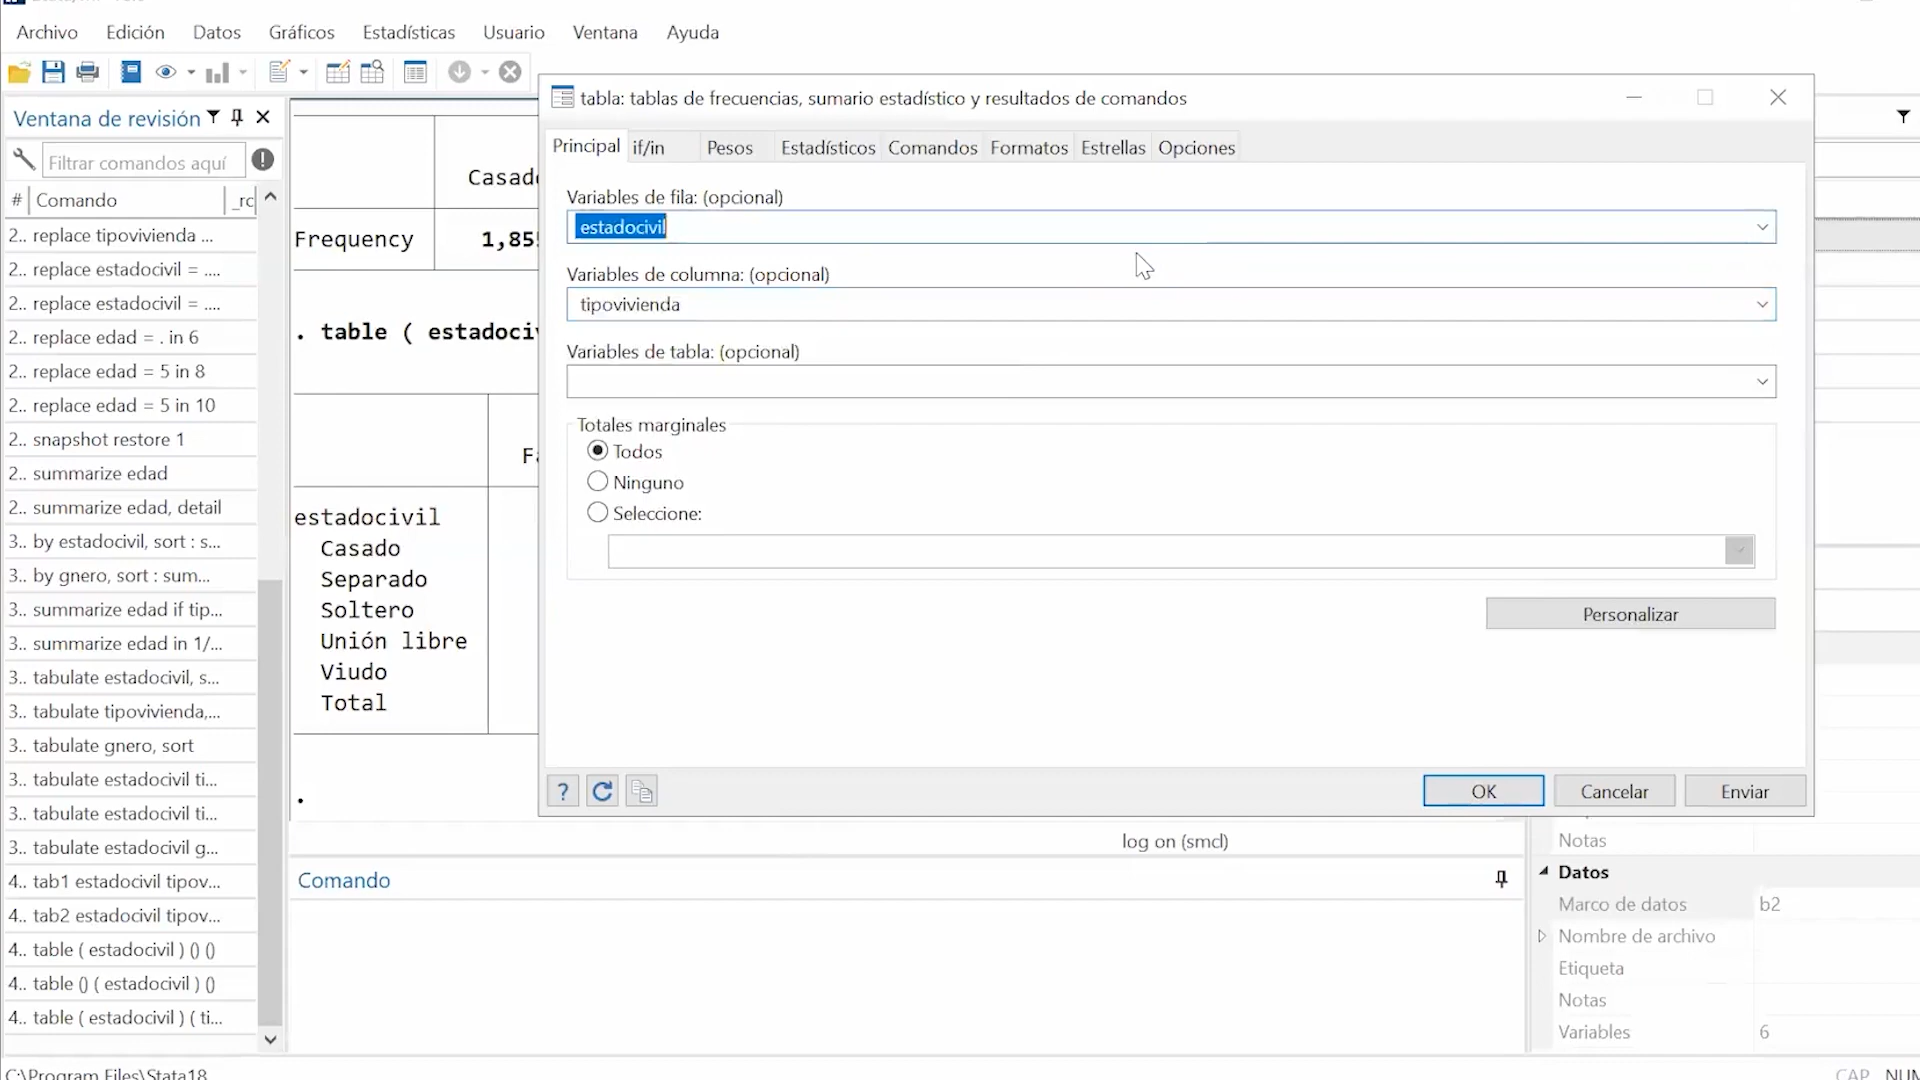 Archivo Edición Datos Gráficos Estadísticas Usuario Ventana Ayuda
Ventana de revisión
Filtrar comandos aquí
# Comando _rc
2.. replace tipovivienda ...
2.. replace estadocivil = ....
2.. replace estadocivil = ....
2.. replace edad = . in 6
2.. replace edad = 5 in 8
2.. replace edad = 5 in 10
2.. snapshot restore 1
2.. summarize edad
2.. summarize edad, detail
3.. by estadocivil, sort : s...
3.. by gnero, sort : sum...
3.. summarize edad if tip...
3.. summarize edad in 1/...
3.. tabulate estadocivil, s...
3.. tabulate tipovivienda,...
3.. tabulate gnero, sort
3.. tabulate estadocivil ti...
3.. tabulate estadocivil ti...
3.. tabulate estadocivil g...
4.. tab1 estadocivil tipov...
4.. tab2 estadocivil tipov...
4.. table ( estadocivil ) () ()
4.. table () ( estadocivil ) ()
4.. table ( estadocivil ) ( ti...
Casado
Frequency 1,85
. table ( estadociv
Fa
estadocivil
Casado
Separado
Soltero
Unión libre
Viudo
Total
.
tabla: tablas de frecuencias, sumario estadístico y resultados de comandos
Principal if/in Pesos Estadísticos Comandos Formatos Estrellas Opciones
Variables de fila: (opcional)
estadocivil
Variables de columna: (opcional)
tipovivienda
Variables de tabla: (opcional)
Totales marginales
Todos
Ninguno
Seleccione:
Personalizar
? OK Cancelar Enviar
log on (smcl)
Comando
Notas
Datos
Marco de datos b2
Nombre de archivo
Etiqueta
Notas
Variables 6
C:\Program Files\Stata18
CAP NUM